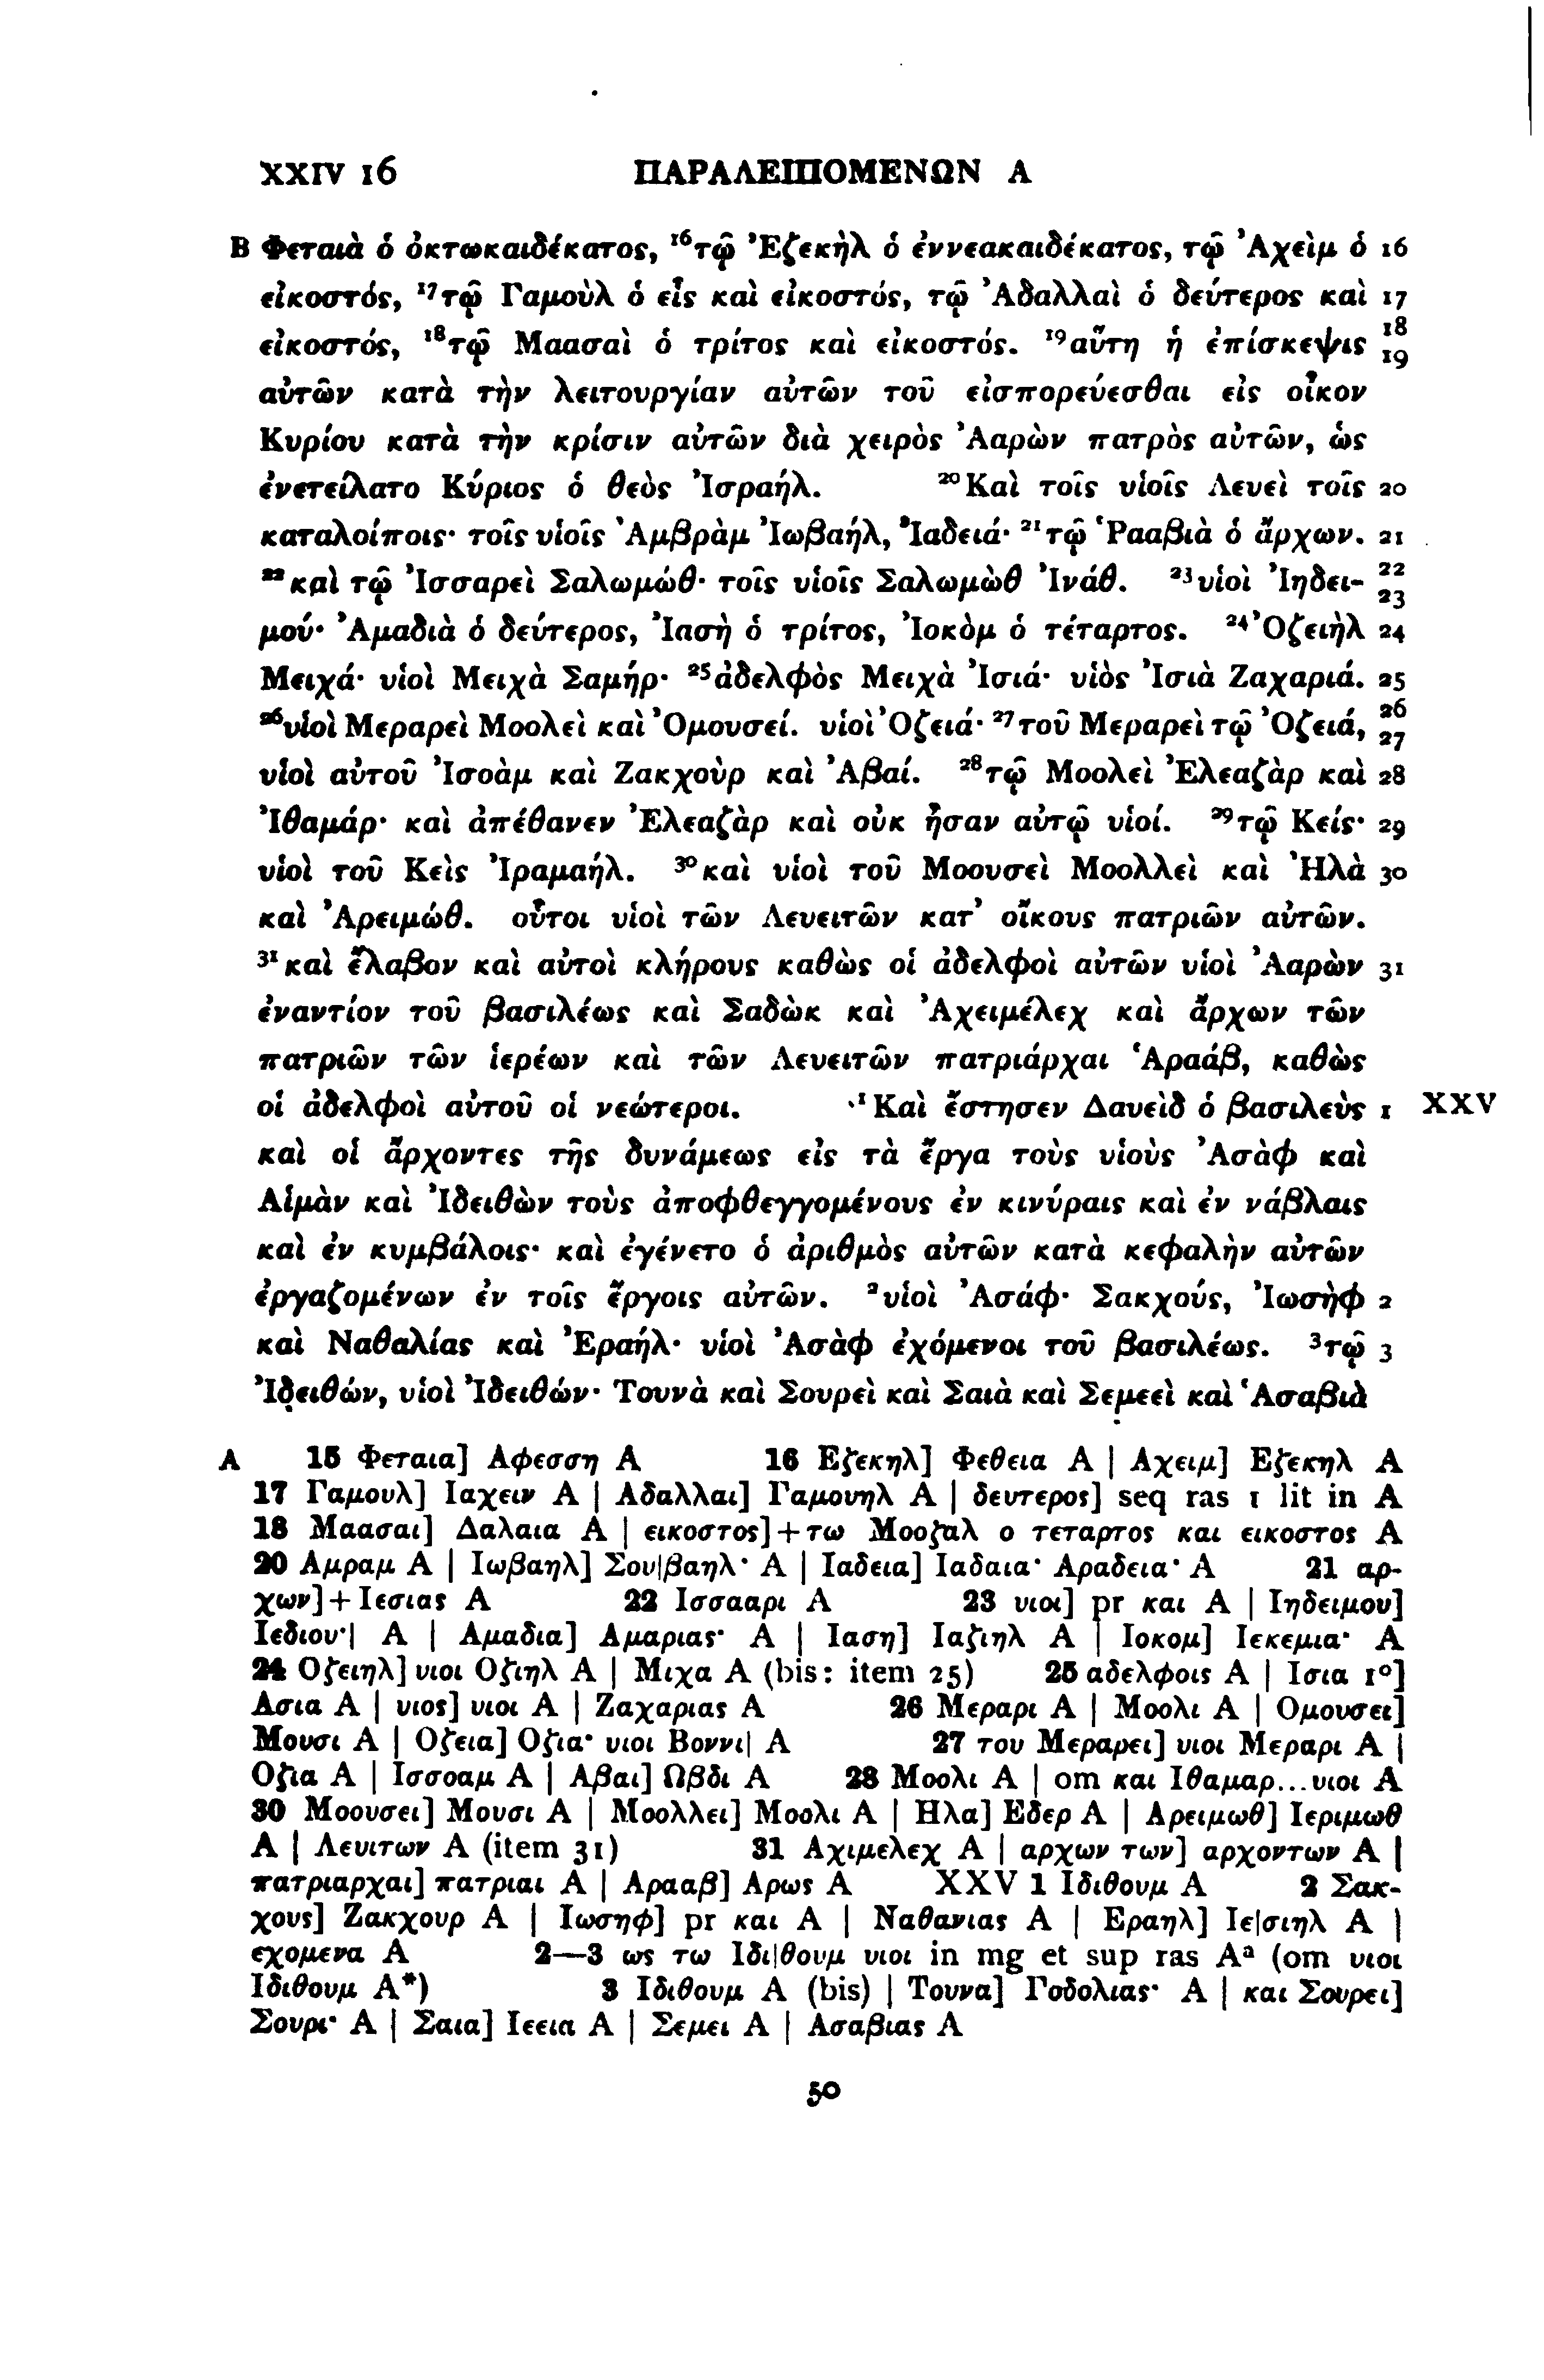 XXIV 16 ΠΑΡΑΛΕΙΠΟΜΕΝΩΝ Α
B Φεταιὰ ὁ ὀκτωκαιδέκατος, ¹⁶τῷ Ἐζεκὴλ ὁ ἐννεακαιδέκατος, τῷ Ἀχεὶμ ὁ 16
εἰκοστός, ¹⁷τῷ Γαμοὺλ ὁ εἷς καὶ εἰκοστός, τῷ Ἀδαλλαὶ ὁ δεύτερος καὶ 17
εἰκοστός, ¹⁸τῷ Μαασαὶ ὁ τρίτος καὶ εἰκοστός. ¹⁹αὕτη ἡ ἐπίσκεψις 18 19
αὐτῶν κατὰ τὴν λειτουργίαν αὐτῶν τοῦ εἰσπορεύεσθαι εἰς οἶκον
Κυρίου κατὰ τὴν κρίσιν αὐτῶν διὰ χειρὸς Ἀαρὼν πατρὸς αὐτῶν, ὡς
ἐνετείλατο Κύριος ὁ θεὸς Ἰσραήλ. ²⁰Καὶ τοῖς υἱοῖς Λευεὶ τοῖς 20
καταλοίποις· τοῖς υἱοῖς Ἀμβρὰμ Ἰωβαήλ, Ἰαδειά· ²¹τῷ Ῥααβιὰ ὁ ἄρχων. 21
²²καὶ τῷ Ἰσσαρεὶ Σαλωμώθ· τοῖς υἱοῖς Σαλωμὼθ Ἰνάθ. ²³υἱοὶ Ἰηδει- 22 23
μού· Ἀμαδιὰ ὁ δεύτερος, Ἰασὴ ὁ τρίτος, Ἰοκὸμ ὁ τέταρτος. ²⁴Ὀζειὴλ 24
Μειχά· υἱοὶ Μειχὰ Σαμήρ· ²⁵ἀδελφὸς Μειχὰ Ἰσιά· υἱὸς Ἰσιὰ Ζαχαριά. 25
²⁶υἱοὶ Μεραρεὶ Μοολεὶ καὶ Ὁμουσεί. υἱοὶ Ὀζειά· ²⁷τοῦ Μεραρεὶ τῷ Ὀζειά, 26 27
υἱοὶ αὐτοῦ Ἰσοὰμ καὶ Ζακχοὺρ καὶ Ἀβαί. ²⁸τῷ Μοολεὶ Ἐλεαζὰρ καὶ 28
Ἰθαμάρ· καὶ ἀπέθανεν Ἐλεαζὰρ καὶ οὐκ ἦσαν αὐτῷ υἱοί. ²⁹τῷ Κείς· 29
υἱοὶ τοῦ Κεὶς Ἰραμαήλ. ³⁰καὶ υἱοὶ τοῦ Μοουσεὶ Μοολλεὶ καὶ Ἠλὰ 30
καὶ Ἀρειμώθ. οὗτοι υἱοὶ τῶν Λευειτῶν κατ’ οἴκους πατριῶν αὐτῶν.
³¹καὶ ἔλαβον καὶ αὐτοὶ κλήρους καθὼς οἱ ἀδελφοὶ αὐτῶν υἱοὶ Ἀαρὼν 31
ἐναντίον τοῦ βασιλέως καὶ Σαδὼκ καὶ Ἀχειμέλεχ καὶ ἄρχων τῶν
πατριῶν τῶν ἱερέων καὶ τῶν Λευειτῶν πατριάρχαι Ἀραάβ, καθὼς
οἱ ἀδελφοὶ αὐτοῦ οἱ νεώτεροι. ¹Καὶ ἔστησεν Δαυεὶδ ὁ βασιλεὺς 1 XXV
καὶ οἱ ἄρχοντες τῆς δυνάμεως εἰς τὰ ἔργα τοὺς υἱοὺς Ἀσὰφ καὶ
Αἱμὰν καὶ Ἰδειθὼν τοὺς ἀποφθεγγομένους ἐν κινύραις καὶ ἐν νάβλαις
καὶ ἐν κυμβάλοις· καὶ ἐγένετο ὁ ἀριθμὸς αὐτῶν κατὰ κεφαλὴν αὐτῶν
ἐργαζομένων ἐν τοῖς ἔργοις αὐτῶν. ²υἱοὶ Ἀσάφ· Σακχούς, Ἰωσὴφ 2
καὶ Ναθαλίας καὶ Ἐραήλ· υἱοὶ Ἀσὰφ ἐχόμενοι τοῦ βασιλέως. ³τῷ 3
Ἰδειθών, υἱοὶ Ἰδειθών· Τουνὰ καὶ Σουρεὶ καὶ Σαιὰ καὶ Σεμεεὶ καὶ Ἁσαβιὰ
A 15 Φεταια] Αφεσση A 16 Εζεκηλ] Φεθεια A | Αχειμ] Εζεκηλ A
17 Γαμουλ] Ιαχειν A | Αδαλλαι] Γαμουηλ A | δευτερος] seq ras 1 lit in A
18 Μαασαι] Δαλαια A | εικοστος]+τω Μοοζαλ ο τεταρτος και εικοστος A
20 Αμραμ A | Ιωβαηλ] Σου|βαηλ· A | Ιαδεια] Ιαδαια· Αραδεια· A 21 αρ-
χων]+Ιεσιας A 22 Ισσααρι A 23 υιοι] pr και A | Ιηδειμου]
Ιεδιου·| A | Αμαδια] Αμαριας· A | Ιαση] Ιαζιηλ A | Ιοκομ] Ιεκεμια· A
24 Οζειηλ] υιοι Οζιηλ A | Μιχα A (bis: item 25) 25 αδελφοις A | Ισια 1°]
Ασια A | υιος] υιοι A | Ζαχαριας A 26 Μεραρι A | Μοολι A | Ομουσει]
Μουσι A | Οζεια] Οζια· υιοι Βοννι| A 27 του Μεραρει] υιοι Μεραρι A |
Οζια A | Ισσοαμ A | Αβαι] Ωβδι A 28 Μοολι A | om και Ιθαμαρ...υιοι A
30 Μοουσει] Μουσι A | Μοολλει] Μοολι A | Ηλα] Εδερ A | Αρειμωθ] Ιεριμωθ
A | Λευιτων A (item 31) 31 Αχιμελεχ A | αρχων των] αρχοντων A |
πατριαρχαι] πατριαι A | Αρααβ] Αρως A XXV 1 Ιδιθουμ A 2 Σακ-
χους] Ζακχουρ A | Ιωσηφ] pr και A | Ναθανιας A | Εραηλ] Ιε|σιηλ A |
εχομενα A 2—3 ως τω Ιδι|θουμ υιοι in mg et sup ras Aᵃ (om υιοι
Ιδιθουμ A*) 3 Ιδιθουμ A (bis) | Τουνα] Γοδολιας· A | και Σουρει]
Σουρι· A | Σαια] Ιεεια A | Σεμει A | Ασαβιας A
50